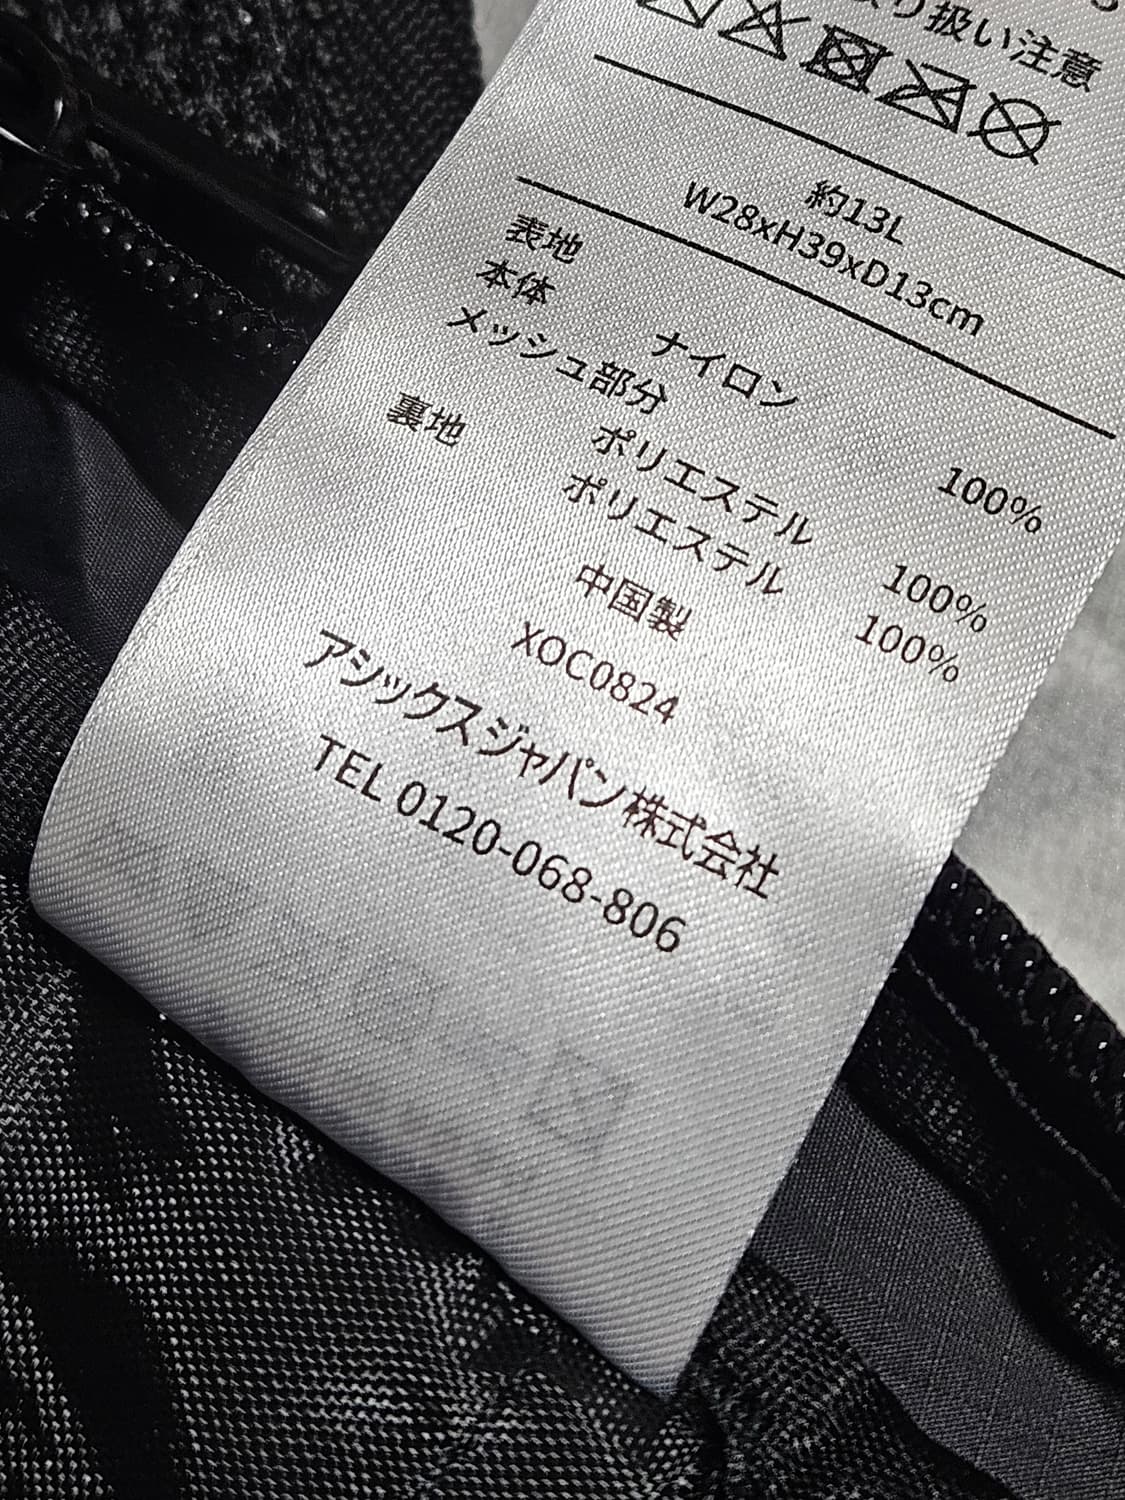 り扱い注意
約13L
W28xH39xD13cm
表地
本体 ナイロン 100%
メッシュ部分
ポリエステル 100%
裏地 ポリエステル 100%
中国製
XOC0824
アシックスジャパン株式会社
TEL 0120-068-806